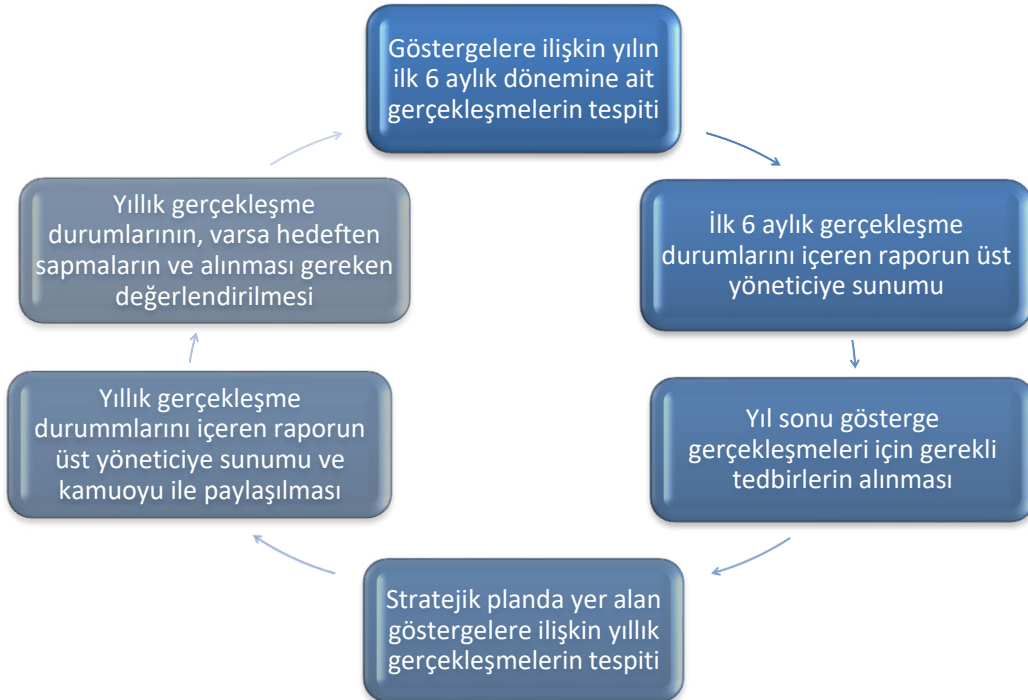 Göstergelere ilişkin yılın
ilk 6 aylık dönemine ait
gerçekleşmelerin tespiti
İlk 6 aylık gerçekleşme
durumlarını içeren raporun üst
yöneticiye sunumu
Yıl sonu gösterge
gerçekleşmeleri için gerekli
tedbirlerin alınması
Stratejik planda yer alan
göstergelere ilişkin yıllık
gerçekleşmelerin tespiti
Yıllık gerçekleşme
durummlarını içeren raporun
üst yöneticiye sunumu ve
kamuoyu ile paylaşılması
Yıllık gerçekleşme
durumlarının, varsa hedeften
sapmaların ve alınması gereken
değerlendirilmesi